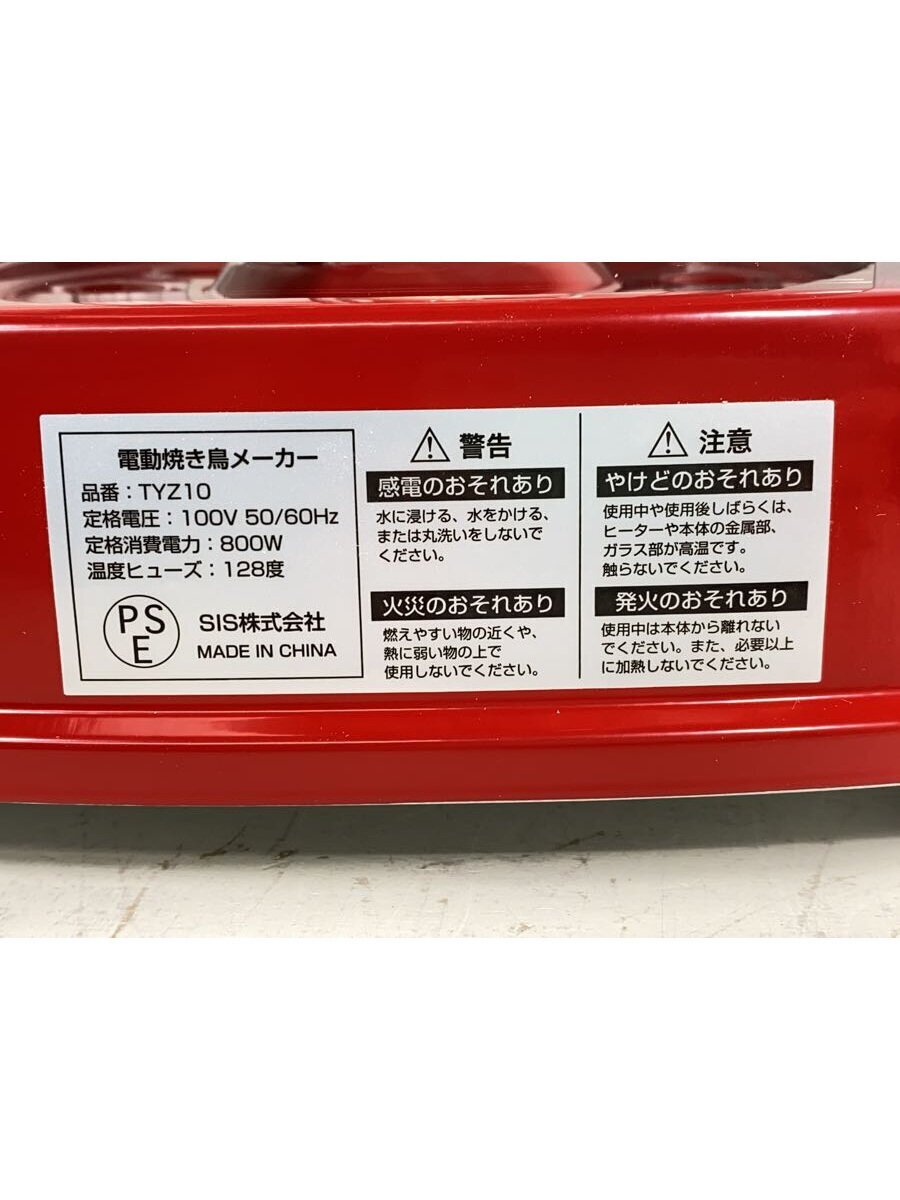 電動焼き鳥メーカー
品番：TYZ10
定格電圧：100V 50/60Hz
定格消費電力：800W
温度ヒューズ：128度
PS
E
SIS株式会社
MADE IN CHINA
警告
感電のおそれあり
水に浸ける、水をかける、
または丸洗いをしないで
ください。
火災のおそれあり
燃えやすい物の近くや、
熱に弱い物の上で
使用しないでください。
注意
やけどのおそれあり
使用中や使用後しばらくは、
ヒーターや本体の金属部、
ガラス部が高温です。
触らないでください。
発火のおそれあり
使用中は本体から離れない
でください。また、必要以上
に加熱しないでください。